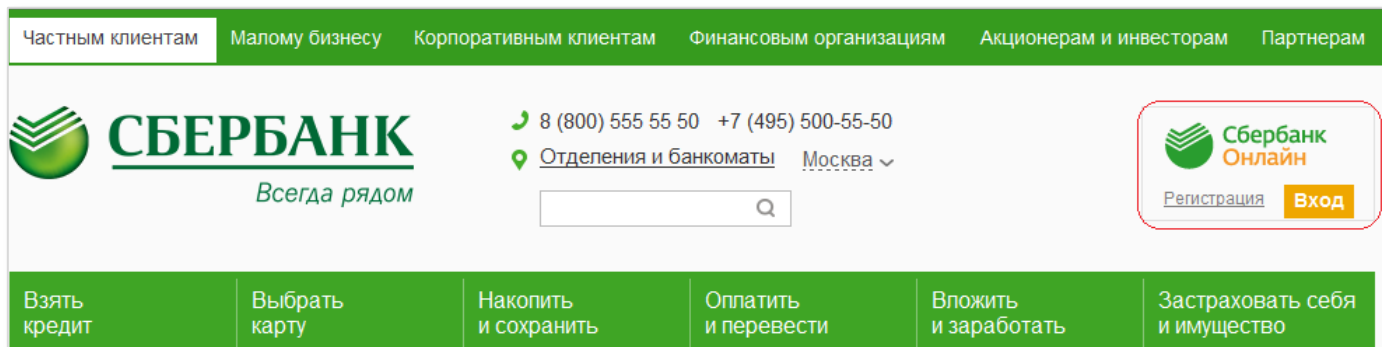 Частным клиентам Малому бизнесу Корпоративным клиентам Финансовым организациям Акционерам и инвесторам Партнерам
СБЕРБАНК
Всегда рядом
8 (800) 555 55 50 +7 (495) 500-55-50
Отделения и банкоматы Москва
Сбербанк
Онлайн
Регистрация Вход
Взять
кредит
Выбрать
карту
Накопить
и сохранить
Оплатить
и перевести
Вложить
и заработать
Застраховать себя
и имущество